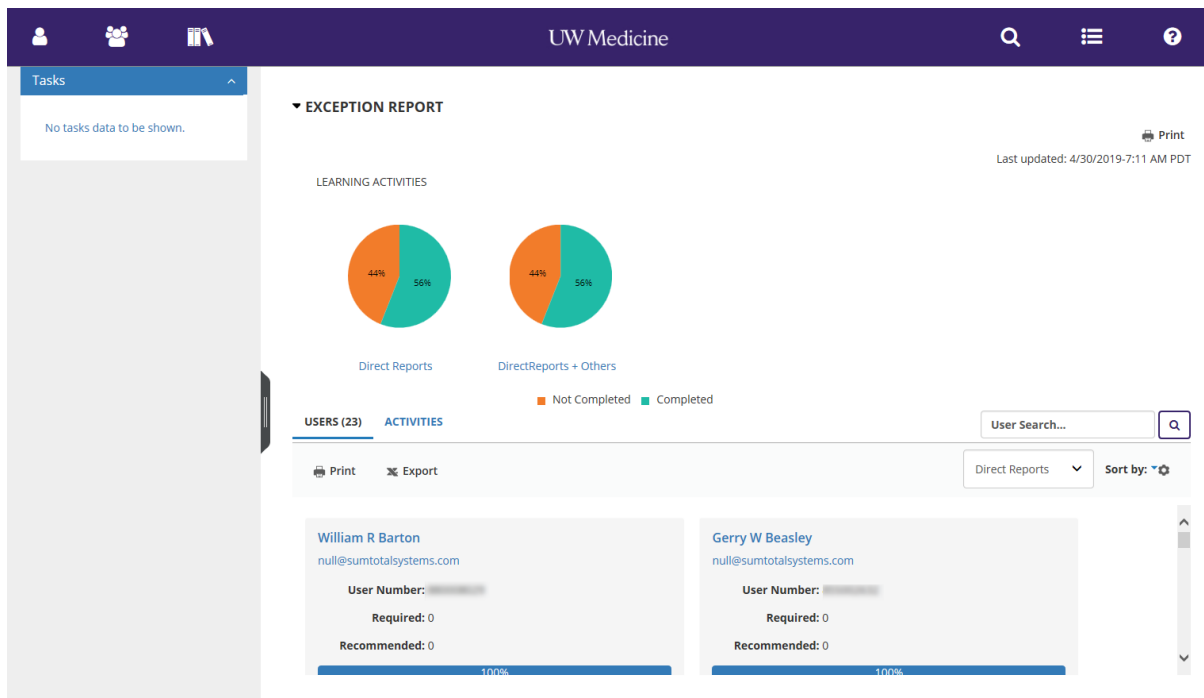 UW Medicine
Tasks
No tasks data to be shown.
EXCEPTION REPORT
Print
Last updated: 4/30/2019-7:11 AM PDT
LEARNING ACTIVITIES
44%
56%
44%
56%
Direct Reports
DirectReports + Others
Not Completed
Completed
USERS (23)
ACTIVITIES
User Search...
Print
Export
Direct Reports
Sort by:
William R Barton
null@sumtotalsystems.com
User Number:
Required: 0
Recommended: 0
100%
Gerry W Beasley
null@sumtotalsystems.com
User Number:
Required: 0
Recommended: 0
100%